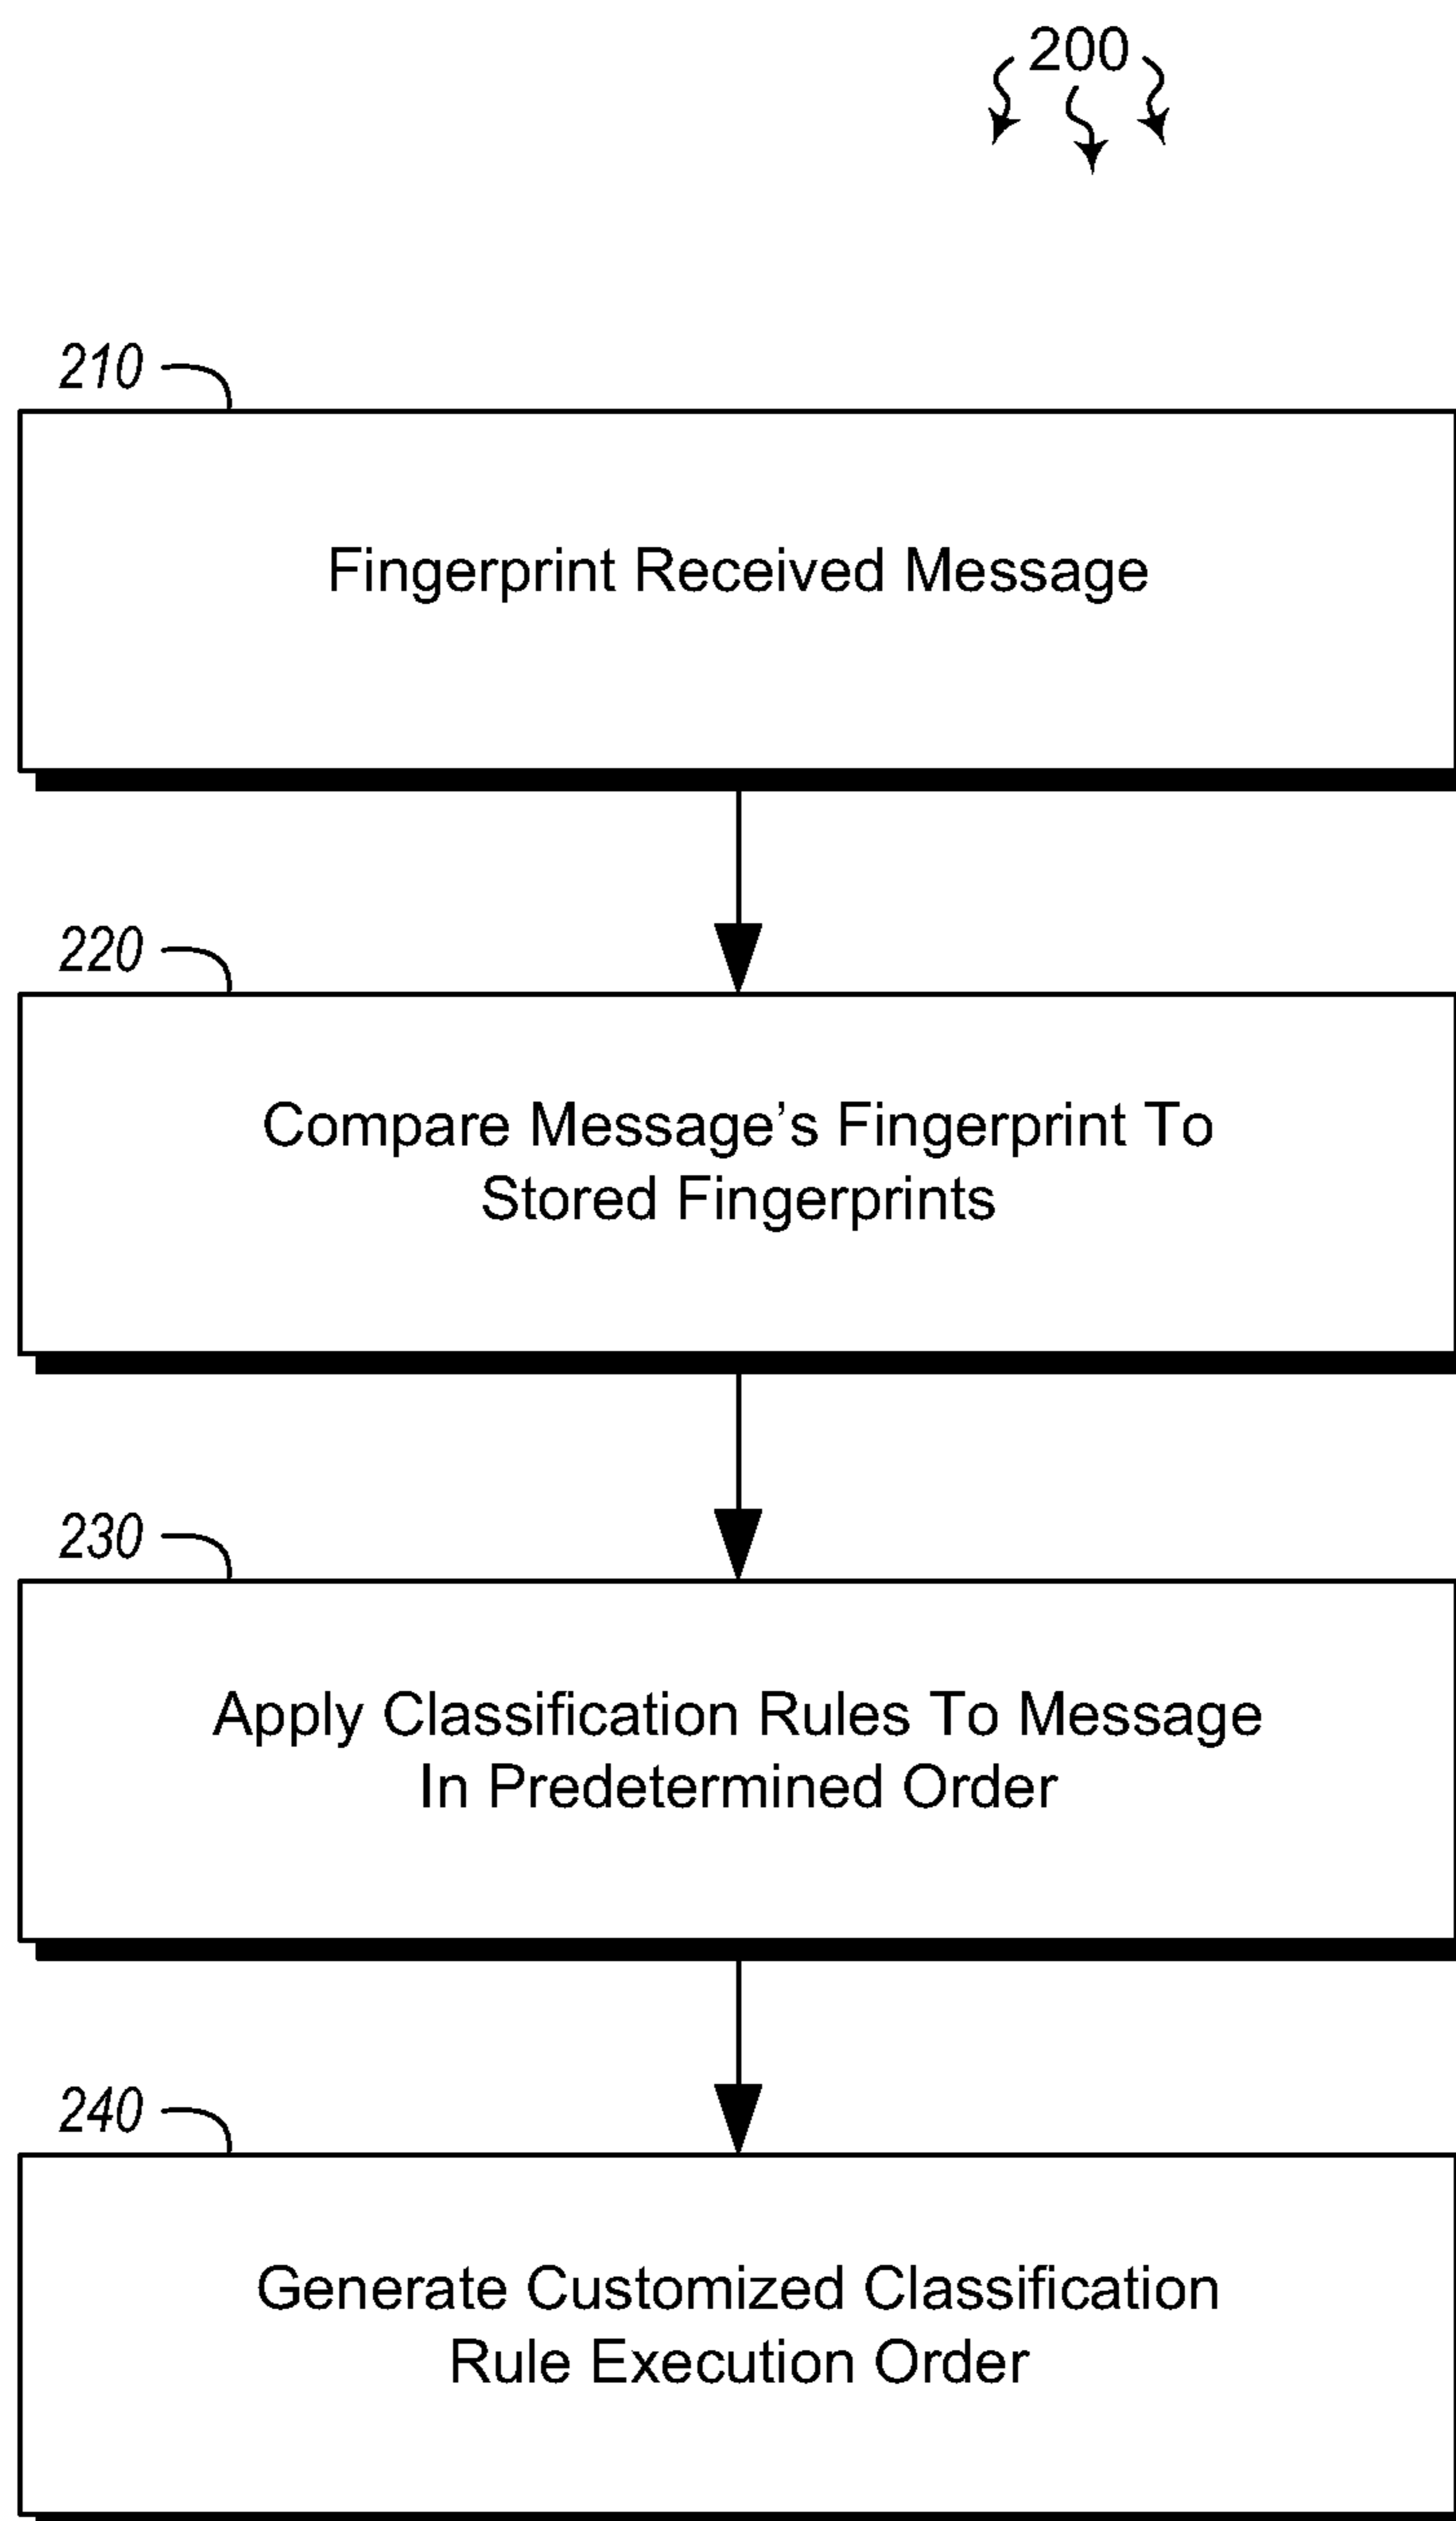 200
210
Fingerprint Received Message
220
Compare Message’s Fingerprint To
Stored Fingerprints
230
Apply Classification Rules To Message
In Predetermined Order
240
Generate Customized Classification
Rule Execution Order